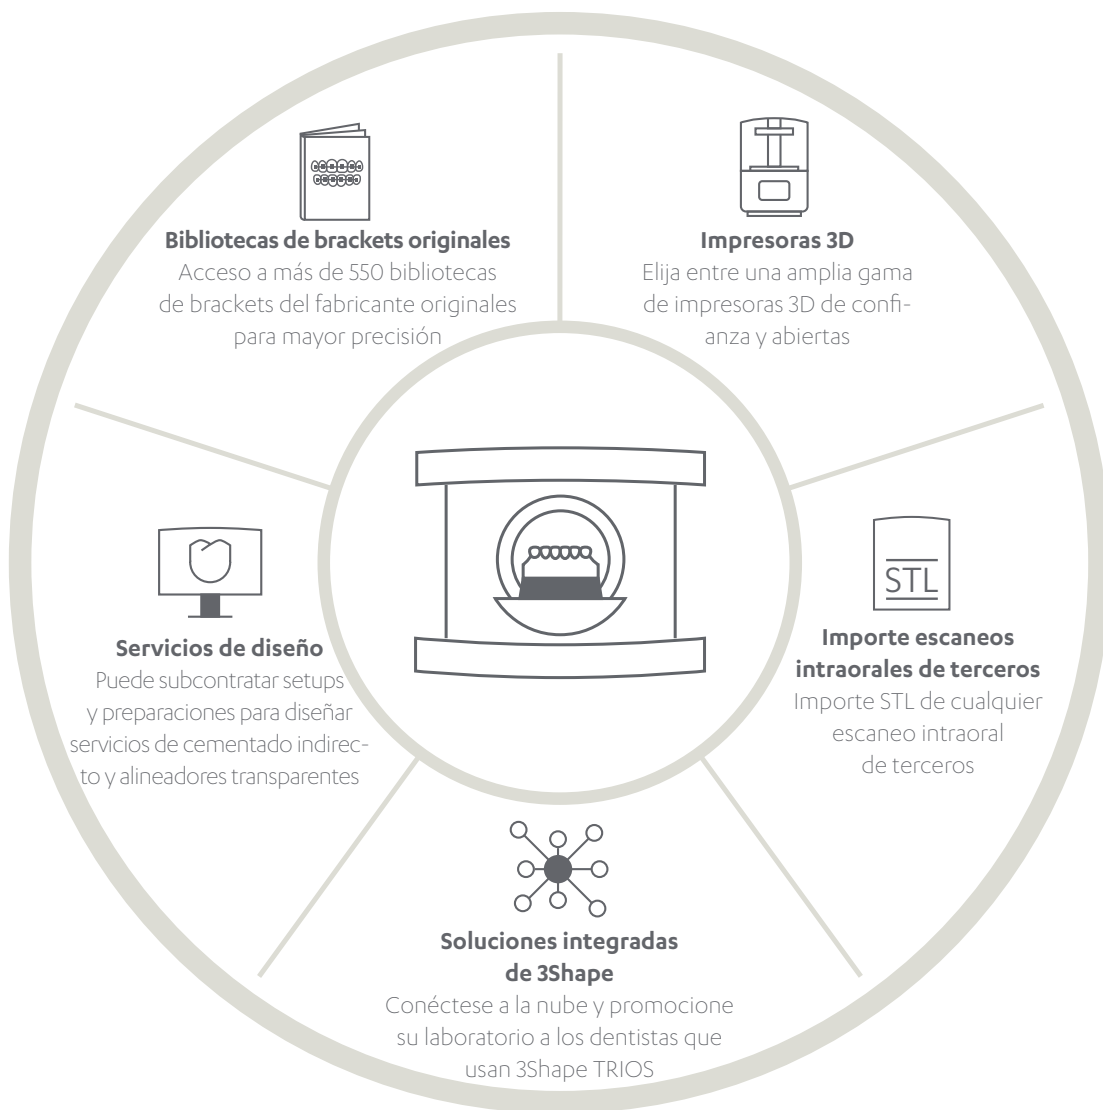 Bibliotecas de brackets originales
Acceso a más de 550 bibliotecas
de brackets del fabricante originales
para mayor precisión
Impresoras 3D
Elija entre una amplia gama
de impresoras 3D de confi-
anza y abiertas
STL
Importe escaneos
intraorales de terceros
Importe STL de cualquier
escaneo intraoral
de terceros
Servicios de diseño
Puede subcontratar setups
y preparaciones para diseñar
servicios de cementado indirec-
to y alineadores transparentes
Soluciones integradas
de 3Shape
Conéctese a la nube y promocione
su laboratorio a los dentistas que
usan 3Shape TRIOS